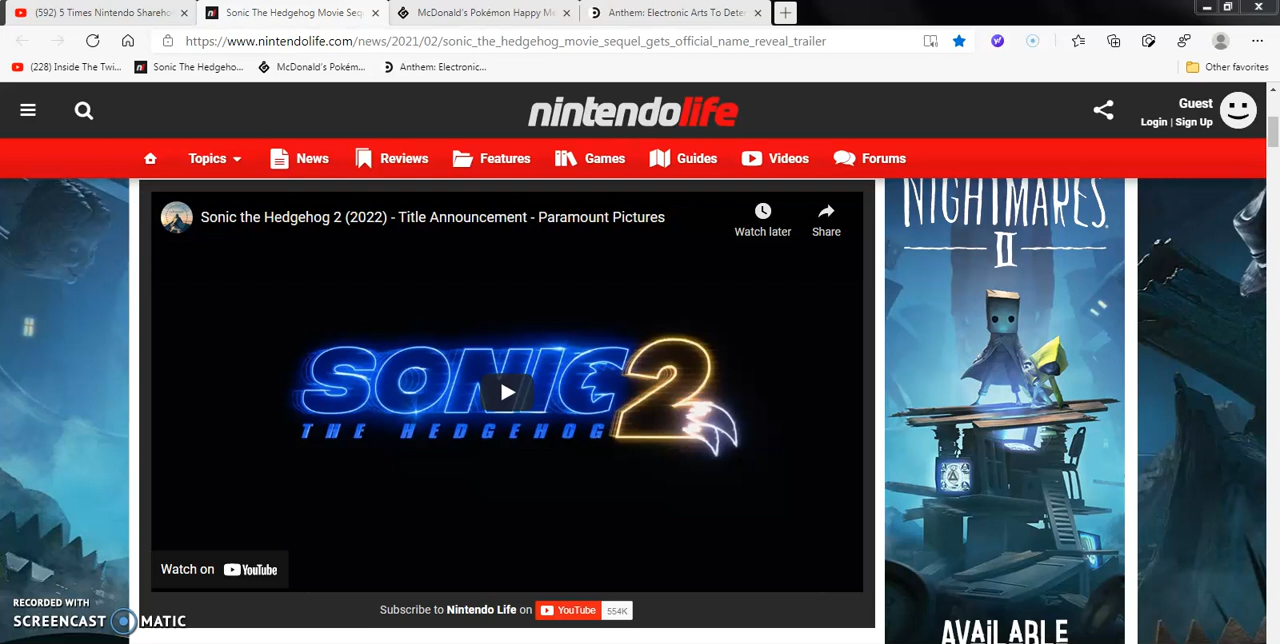 (592) 5 Times Nintendo Shareho
Sonic The Hedgehog Movie Seq
McDonald's Pokémon Happy Me
Anthem: Electronic Arts To Deter
https://www.nintendolife.com/news/2021/02/sonic_the_hedgehog_movie_sequel_gets_official_name_reveal_trailer
(228) Inside The Twi...
Sonic The Hedgeho...
McDonald's Pokém...
Anthem: Electronic...
Other favorites
nintendolife
Guest
Login | Sign Up
Topics
News
Reviews
Features
Games
Guides
Videos
Forums
Sonic the Hedgehog 2 (2022) - Title Announcement - Paramount Pictures
Watch later
Share
SONIC 2
THE HEDGEHOG
Watch on YouTube
Subscribe to Nintendo Life on YouTube 554K
NIGHTMARES
II
AVAILABLE
RECORDED WITH
SCREENCAST MATIC